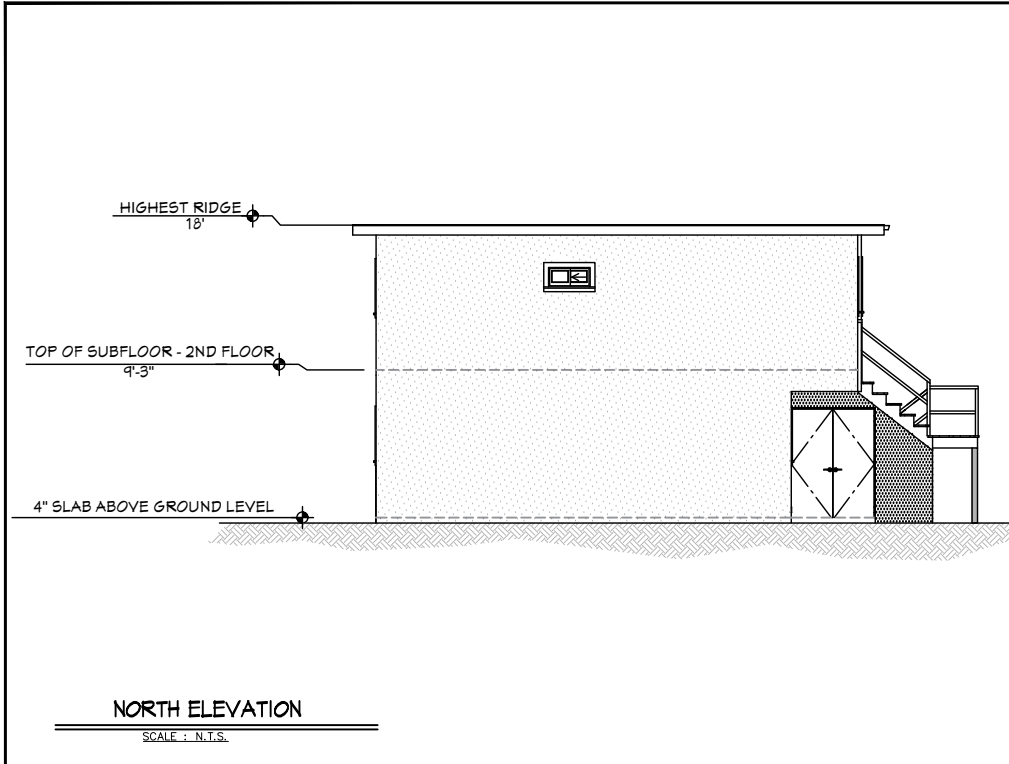 HIGHEST RIDGE
18'
TOP OF SUBFLOOR - 2ND FLOOR
9'-3"
4" SLAB ABOVE GROUND LEVEL
NORTH ELEVATION
SCALE : N.T.S.